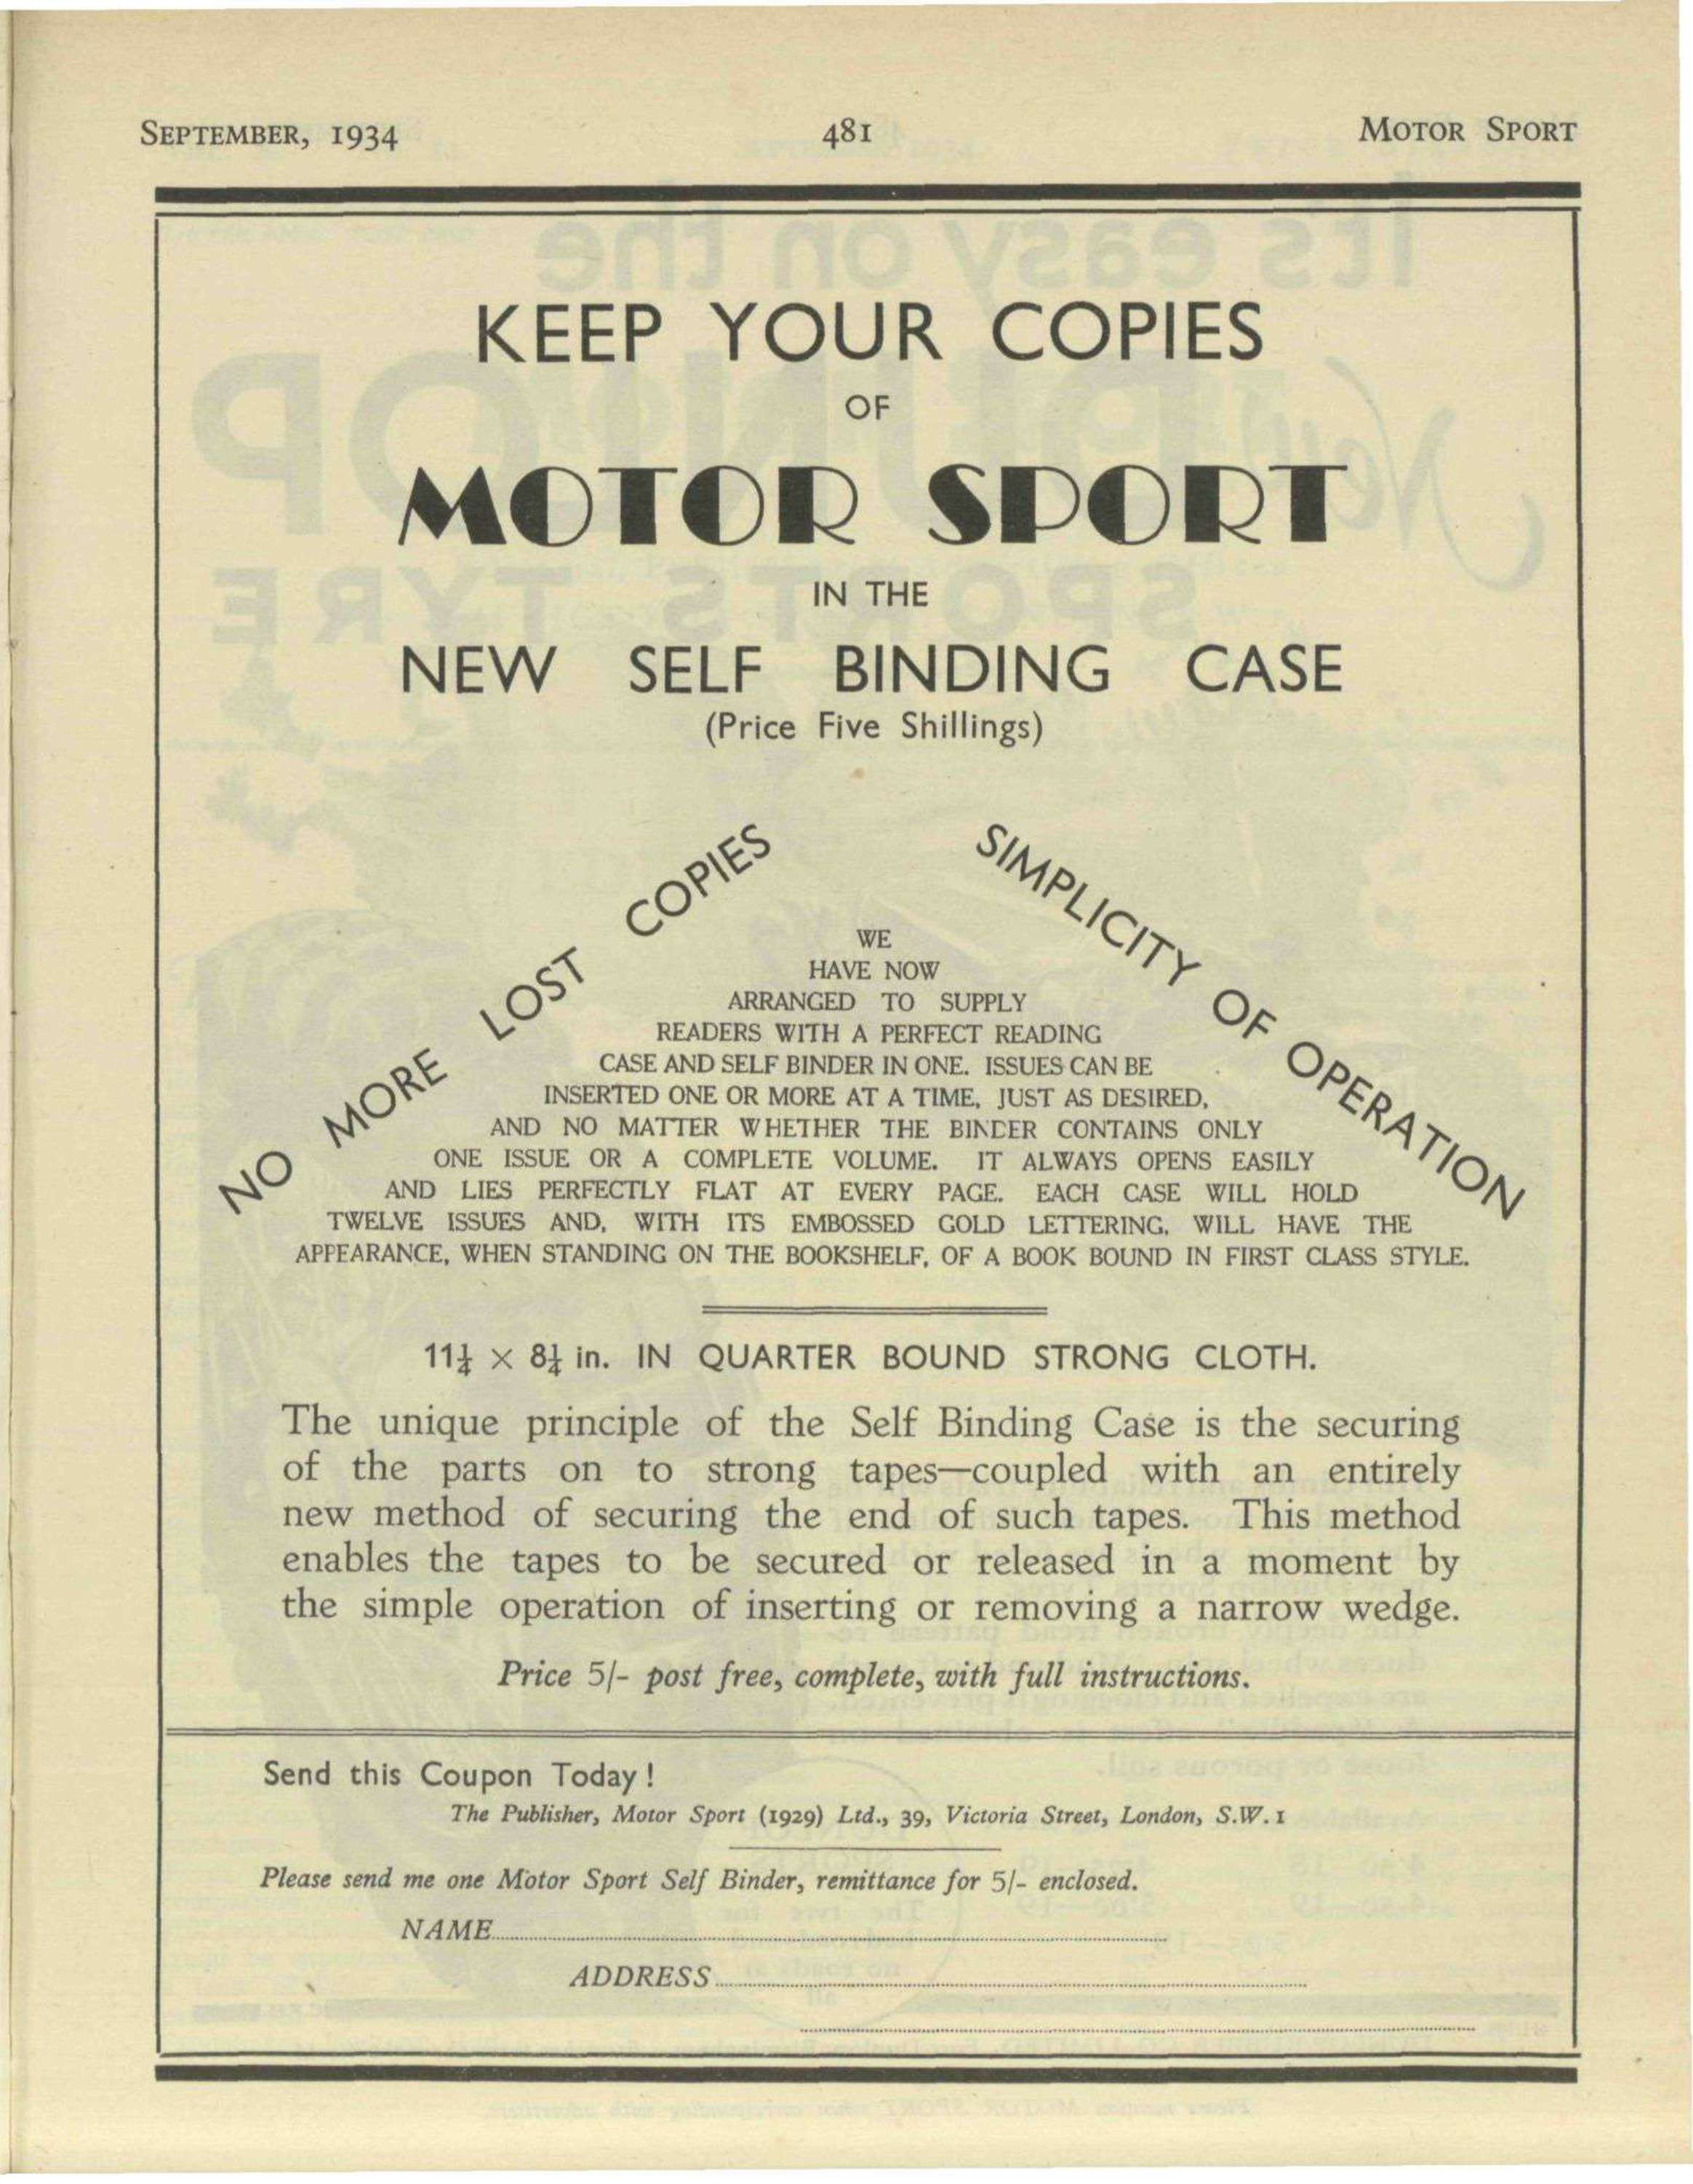 SEPTEMBER, 1934
481
MOTOR SPORT
KEEP YOUR COPIES
OF
MOTOR SPORT
IN THE
NEW SELF BINDING CASE
(Price Five Shillings)
NO MORE LOST COPIES
SIMPLICITY OF OPERATION
WE
HAVE NOW
ARRANGED TO SUPPLY
READERS WITH A PERFECT READING
CASE AND SELF BINDER IN ONE. ISSUES CAN BE
INSERTED ONE OR MORE AT A TIME, JUST AS DESIRED,
AND NO MATTER WHETHER THE BINDER CONTAINS ONLY
ONE ISSUE OR A COMPLETE VOLUME. IT ALWAYS OPENS EASILY
AND LIES PERFECTLY FLAT AT EVERY PAGE. EACH CASE WILL HOLD
TWELVE ISSUES AND, WITH ITS EMBOSSED GOLD LETTERING, WILL HAVE THE
APPEARANCE, WHEN STANDING ON THE BOOKSHELF, OF A BOOK BOUND IN FIRST CLASS STYLE.
11¼ × 8¼ in. IN QUARTER BOUND STRONG CLOTH.
The unique principle of the Self Binding Case is the securing
of the parts on to strong tapes—coupled with an entirely
new method of securing the end of such tapes. This method
enables the tapes to be secured or released in a moment by
the simple operation of inserting or removing a narrow wedge.
Price 5/- post free, complete, with full instructions.
Send this Coupon Today !
The Publisher, Motor Sport (1929) Ltd., 39, Victoria Street, London, S.W.1
Please send me one Motor Sport Self Binder, remittance for 5/- enclosed.
NAME
ADDRESS